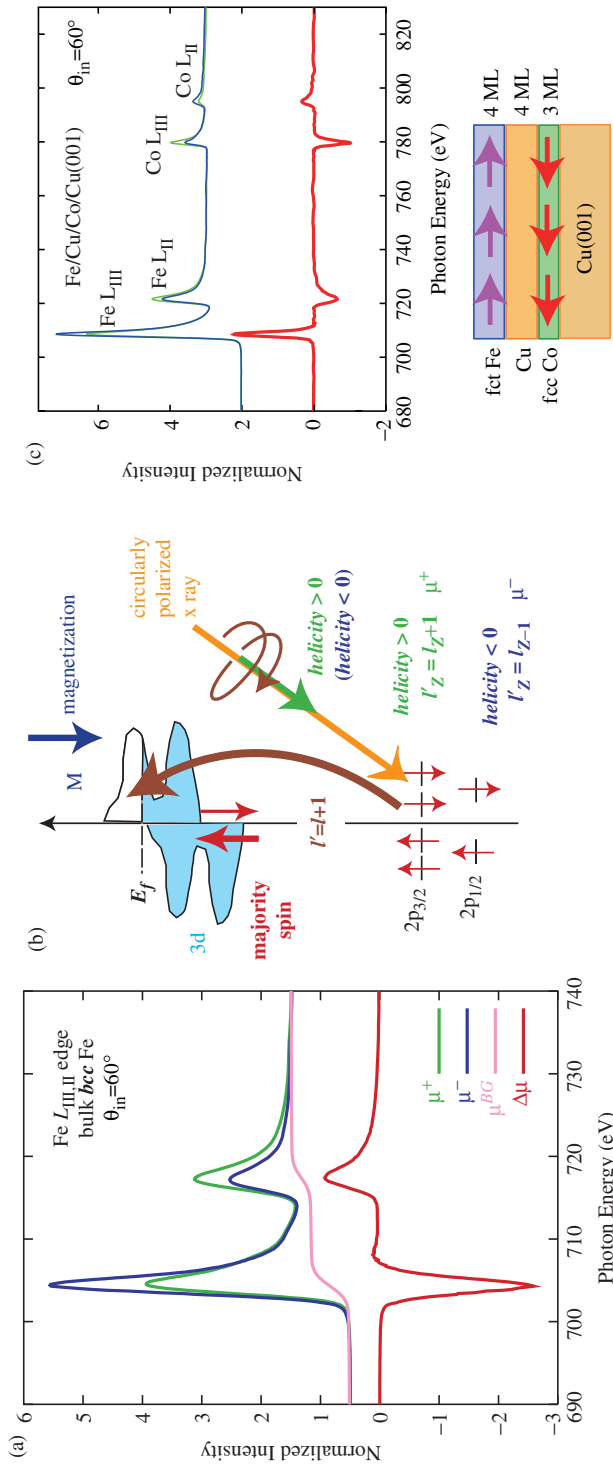 (a)
Fe L_III,II edge
bulk bcc Fe
θ_in=60°
6
5
4
3
2
1
0
−1
−2
−3
Normalized Intensity
μ⁺
μ⁻
μ^BG
Δμ
690
700
710
720
730
740
Photon Energy (eV)
(b)
M
magnetization
E_f
3d
majority
spin
l'=l+1
circularly
polarized
x ray
helicity > 0
(helicity < 0)
2p_3/2
2p_1/2
helicity > 0
l'_Z = l_Z+1 μ⁺
helicity < 0
l'_Z = l_Z−1 μ⁻
(c)
Fe/Cu/Co/Cu(001)
θ_in=60°
Fe L_III
Fe L_II
Co L_III
Co L_II
6
4
2
0
−2
Normalized Intensity
680
700
720
740
760
780
800
820
Photon Energy (eV)
fct Fe
4 ML
Cu
4 ML
fcc Co
3 ML
Cu(001)